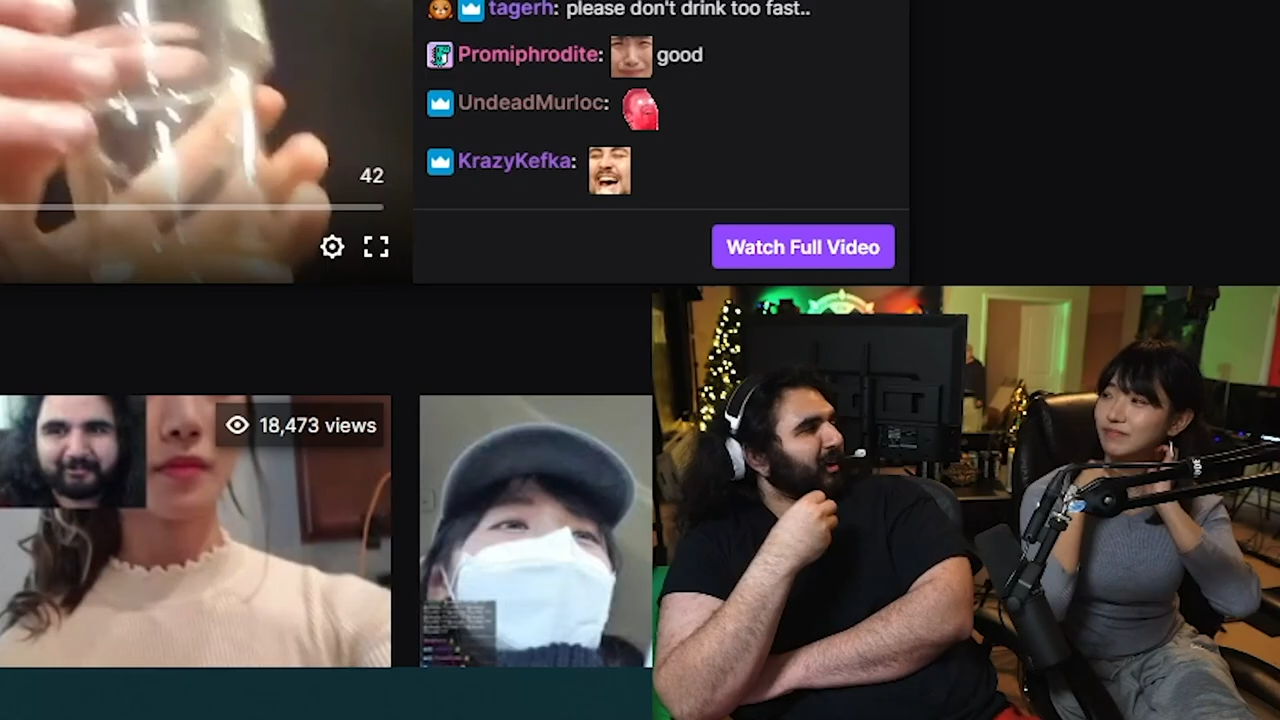 tagerh: please don't drink too fast..
Promiphrodite: good
UndeadMurloc:
KrazyKefka:
42
Watch Full Video
18,473 views